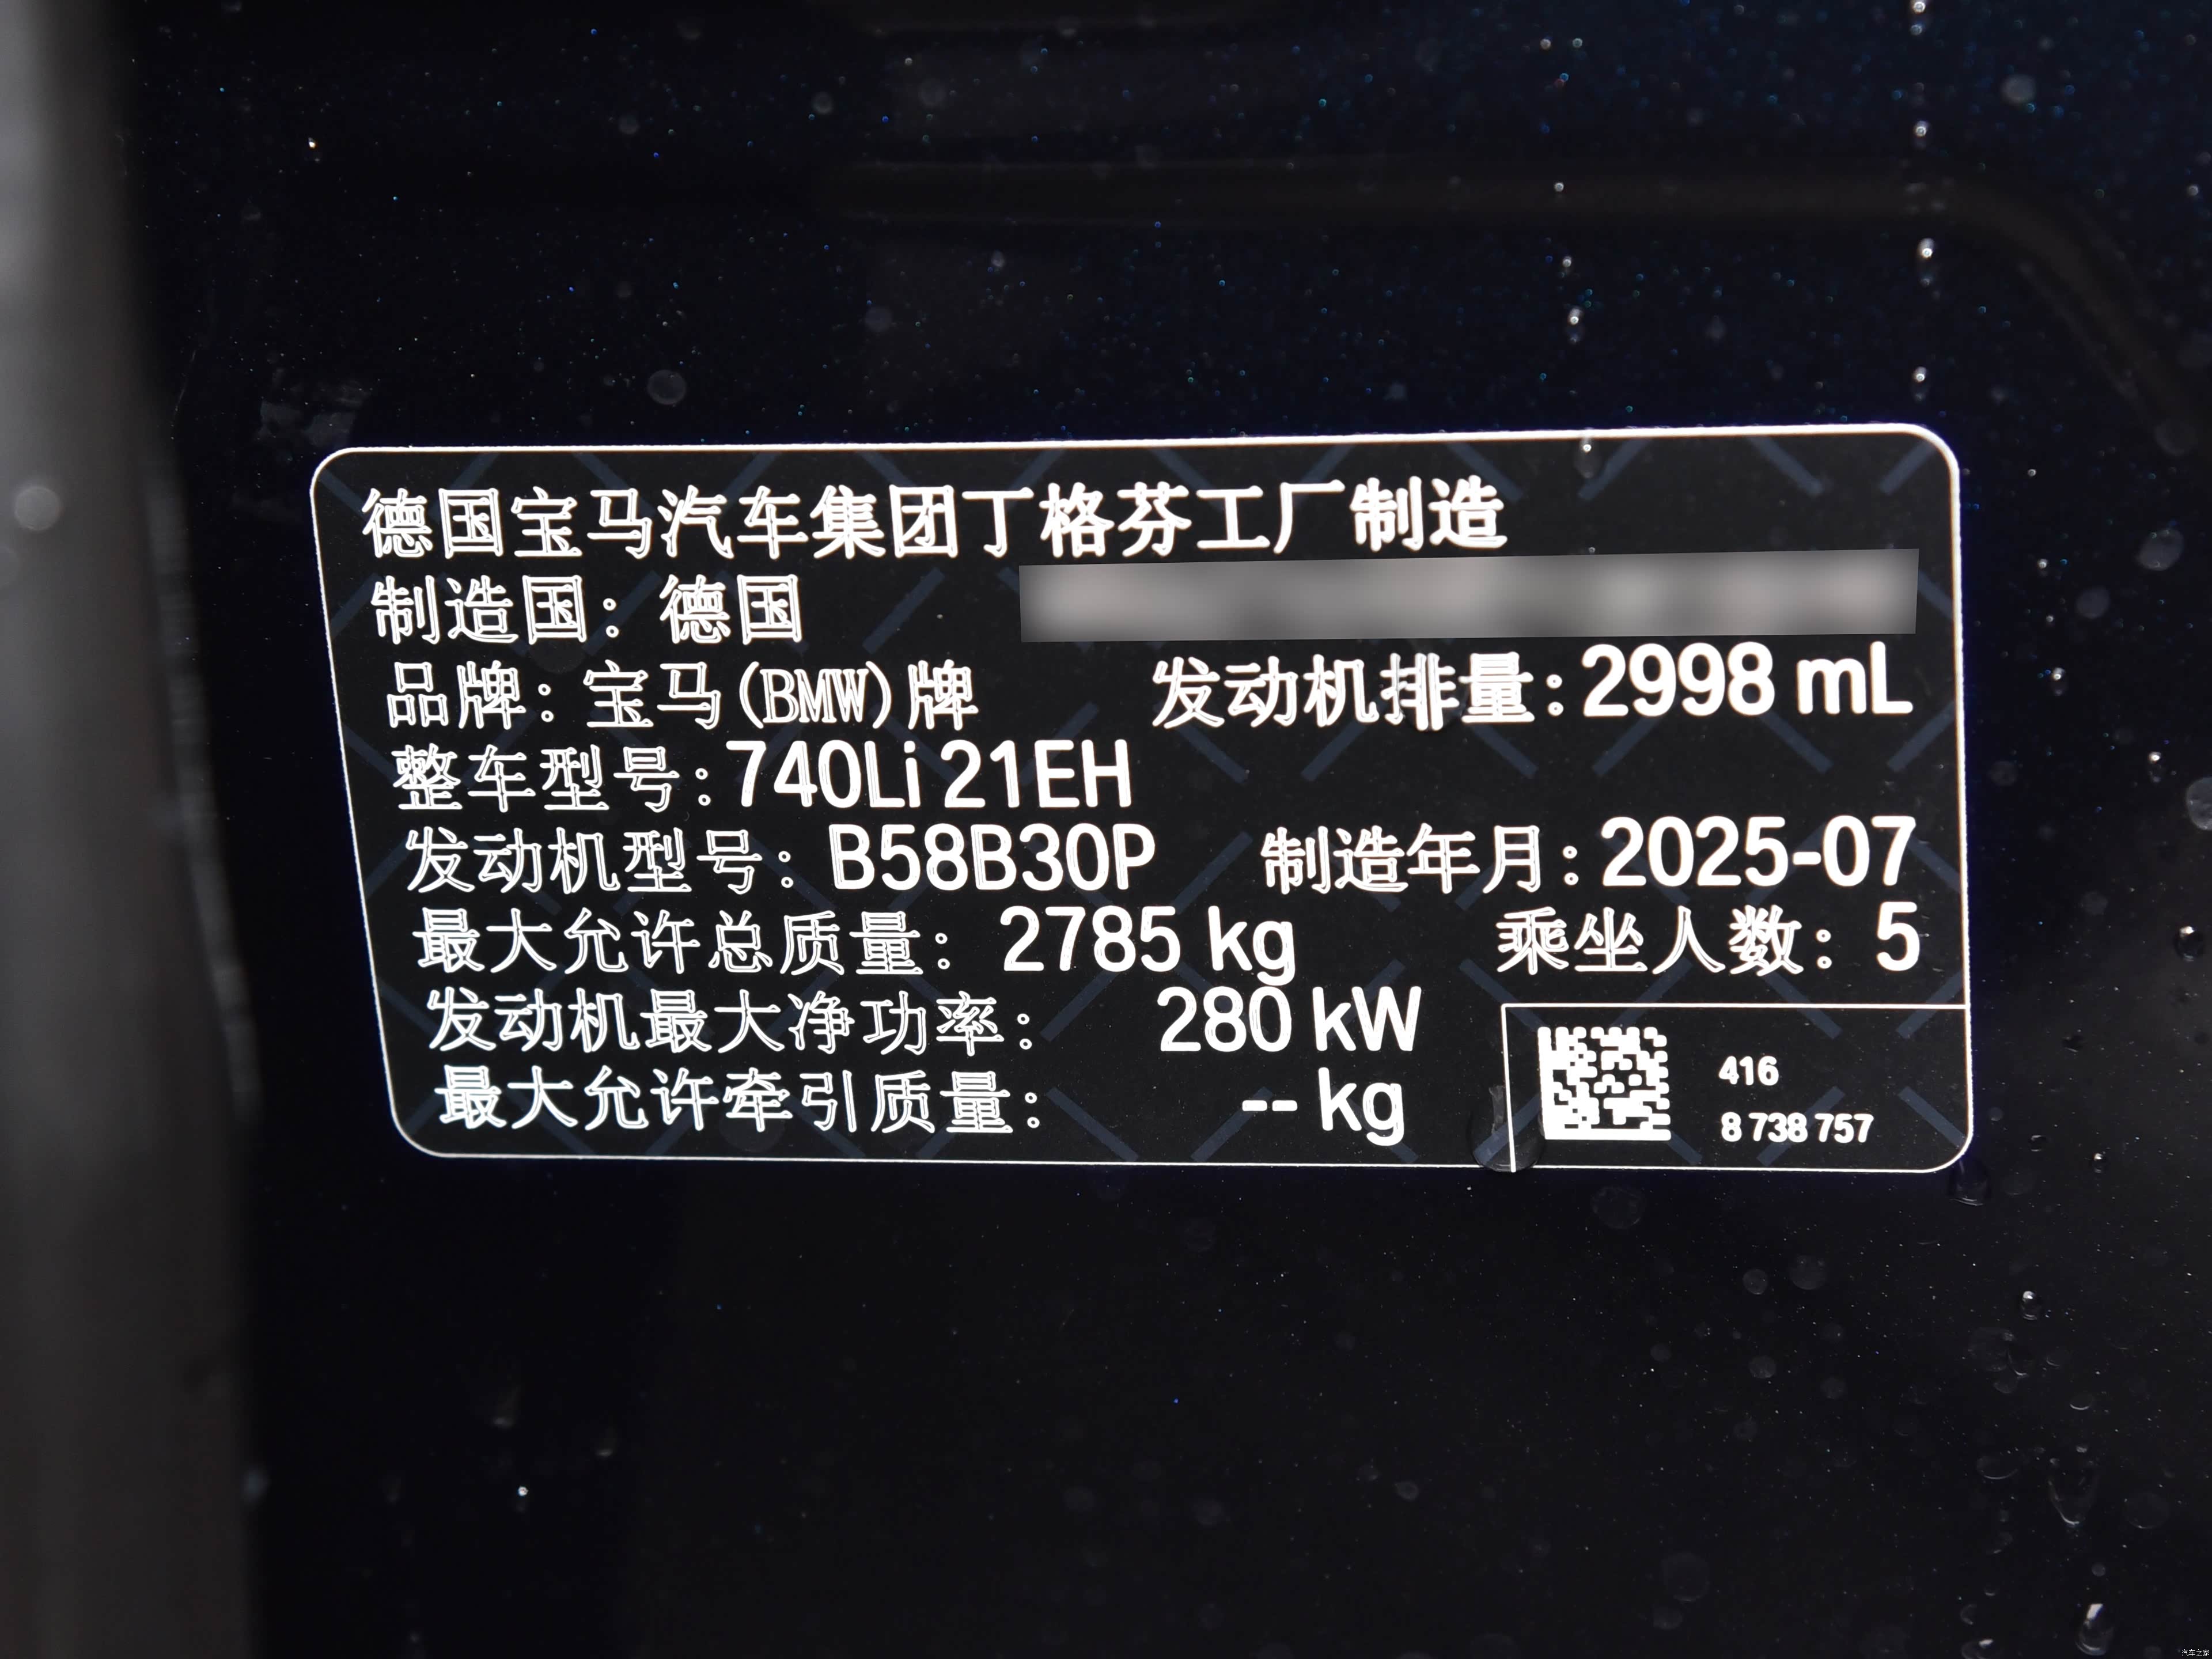 德国宝马汽车集团丁格芬工厂制造
制造国：德国
品牌：宝马(BMW)牌 发动机排量：2998 mL
整车型号：740Li 21EH
发动机型号：B58B30P 制造年月：2025-07
最大允许总质量：2785 kg 乘坐人数：5
发动机最大净功率：280 kW
最大允许牵引质量：-- kg
416
8 738 757
汽车之家